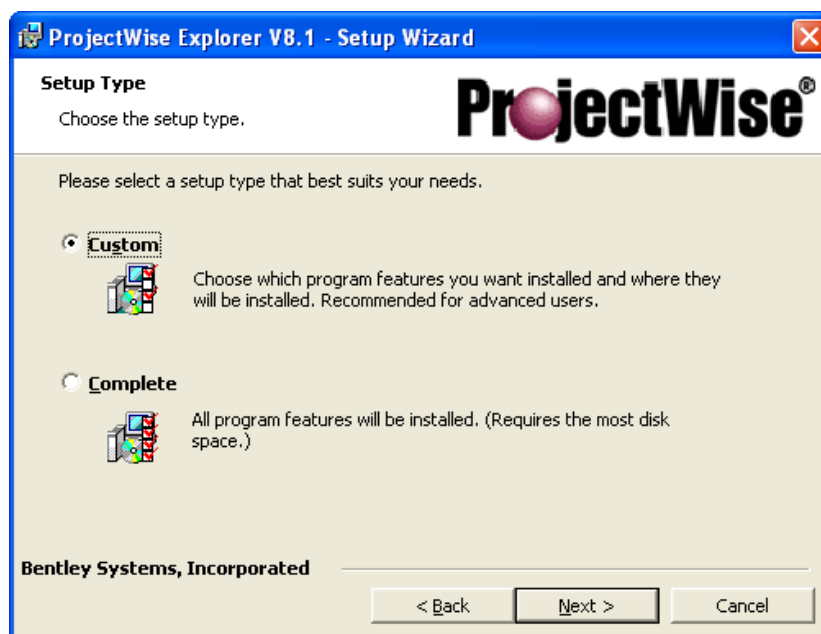 ProjectWise Explorer V8.1 - Setup Wizard
Setup Type
Choose the setup type.
ProjectWise®
Please select a setup type that best suits your needs.
Custom
Choose which program features you want installed and where they
will be installed. Recommended for advanced users.
Complete
All program features will be installed. (Requires the most disk
space.)
Bentley Systems, Incorporated
< Back
Next >
Cancel